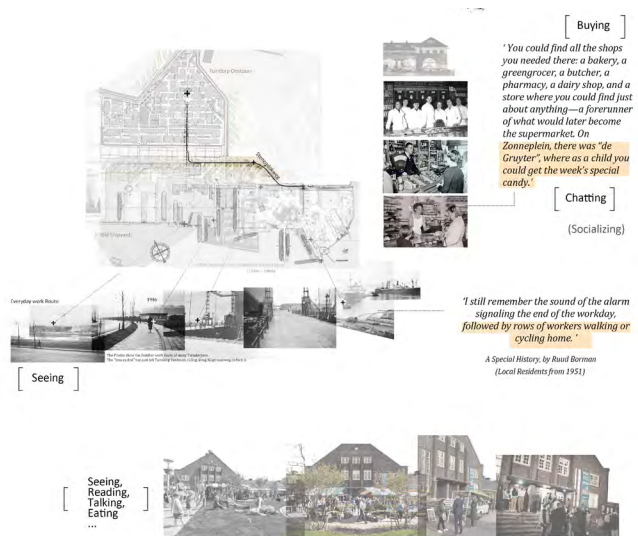 [ Buying ]
‘ You could find all the shops
you needed there: a bakery, a
greengrocer, a butcher, a
pharmacy, a dairy shop, and a
store where you could find just
about anything—a forerunner
of what would later become
the supermarket. On
Zonneplein, there was "de
Gruyter", where as a child you
could get the week's special
candy.’
[ Chatting ]
(Socializing)
Tuindorp Oostzaan
Everyday work Route
1936
‘I still remember the sound of the alarm
signaling the end of the workday,
followed by rows of workers walking or
cycling home. ’
A Special History, by Ruud Borman
(Local Residents from 1951)
[ Seeing ]
[ Seeing,
Reading,
Talking,
Eating
... ]